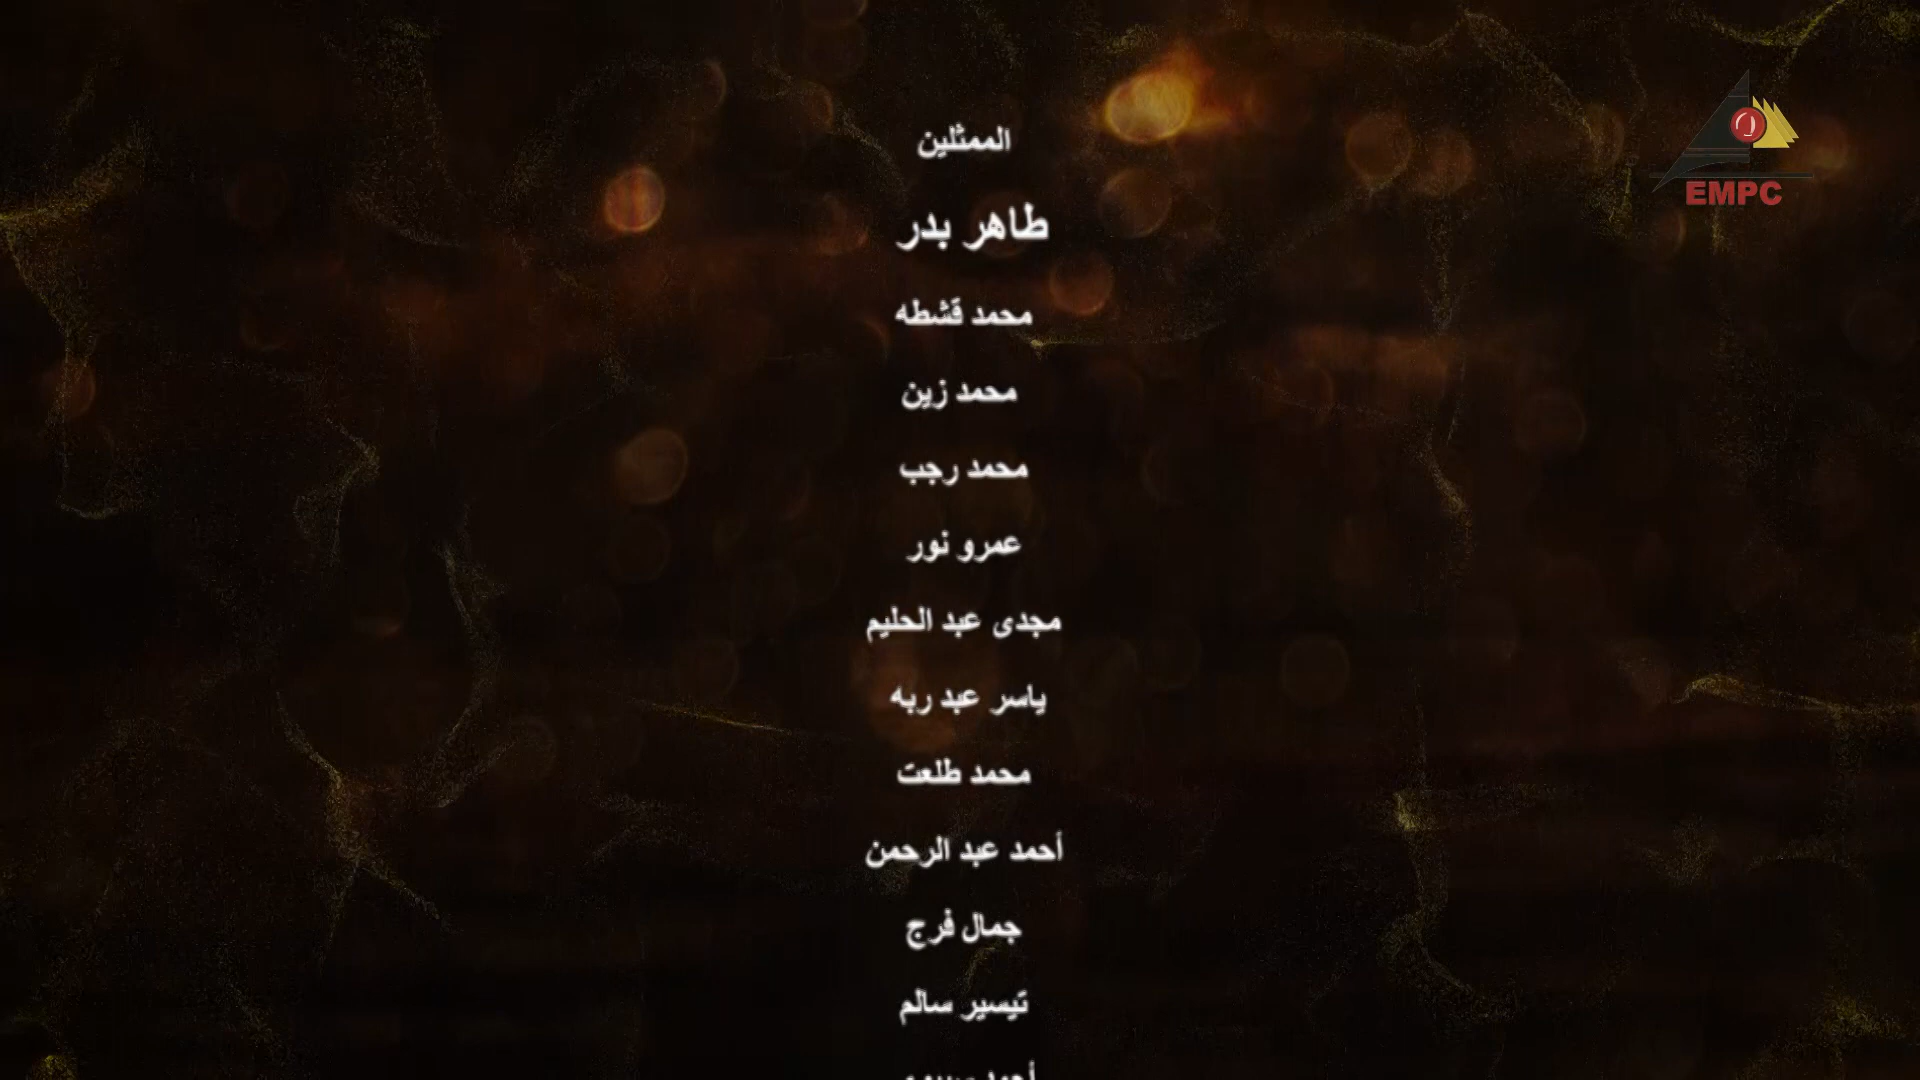 الممثلين
EMPC
طاهر بدر
محمد قشطه
محمد زين
محمد رجب
عمرو نور
مجدى عبد الحليم
ياسر عبد ربه
محمد طلعت
أحمد عبد الرحمن
جمال فرج
تيسير سالم
أحمد